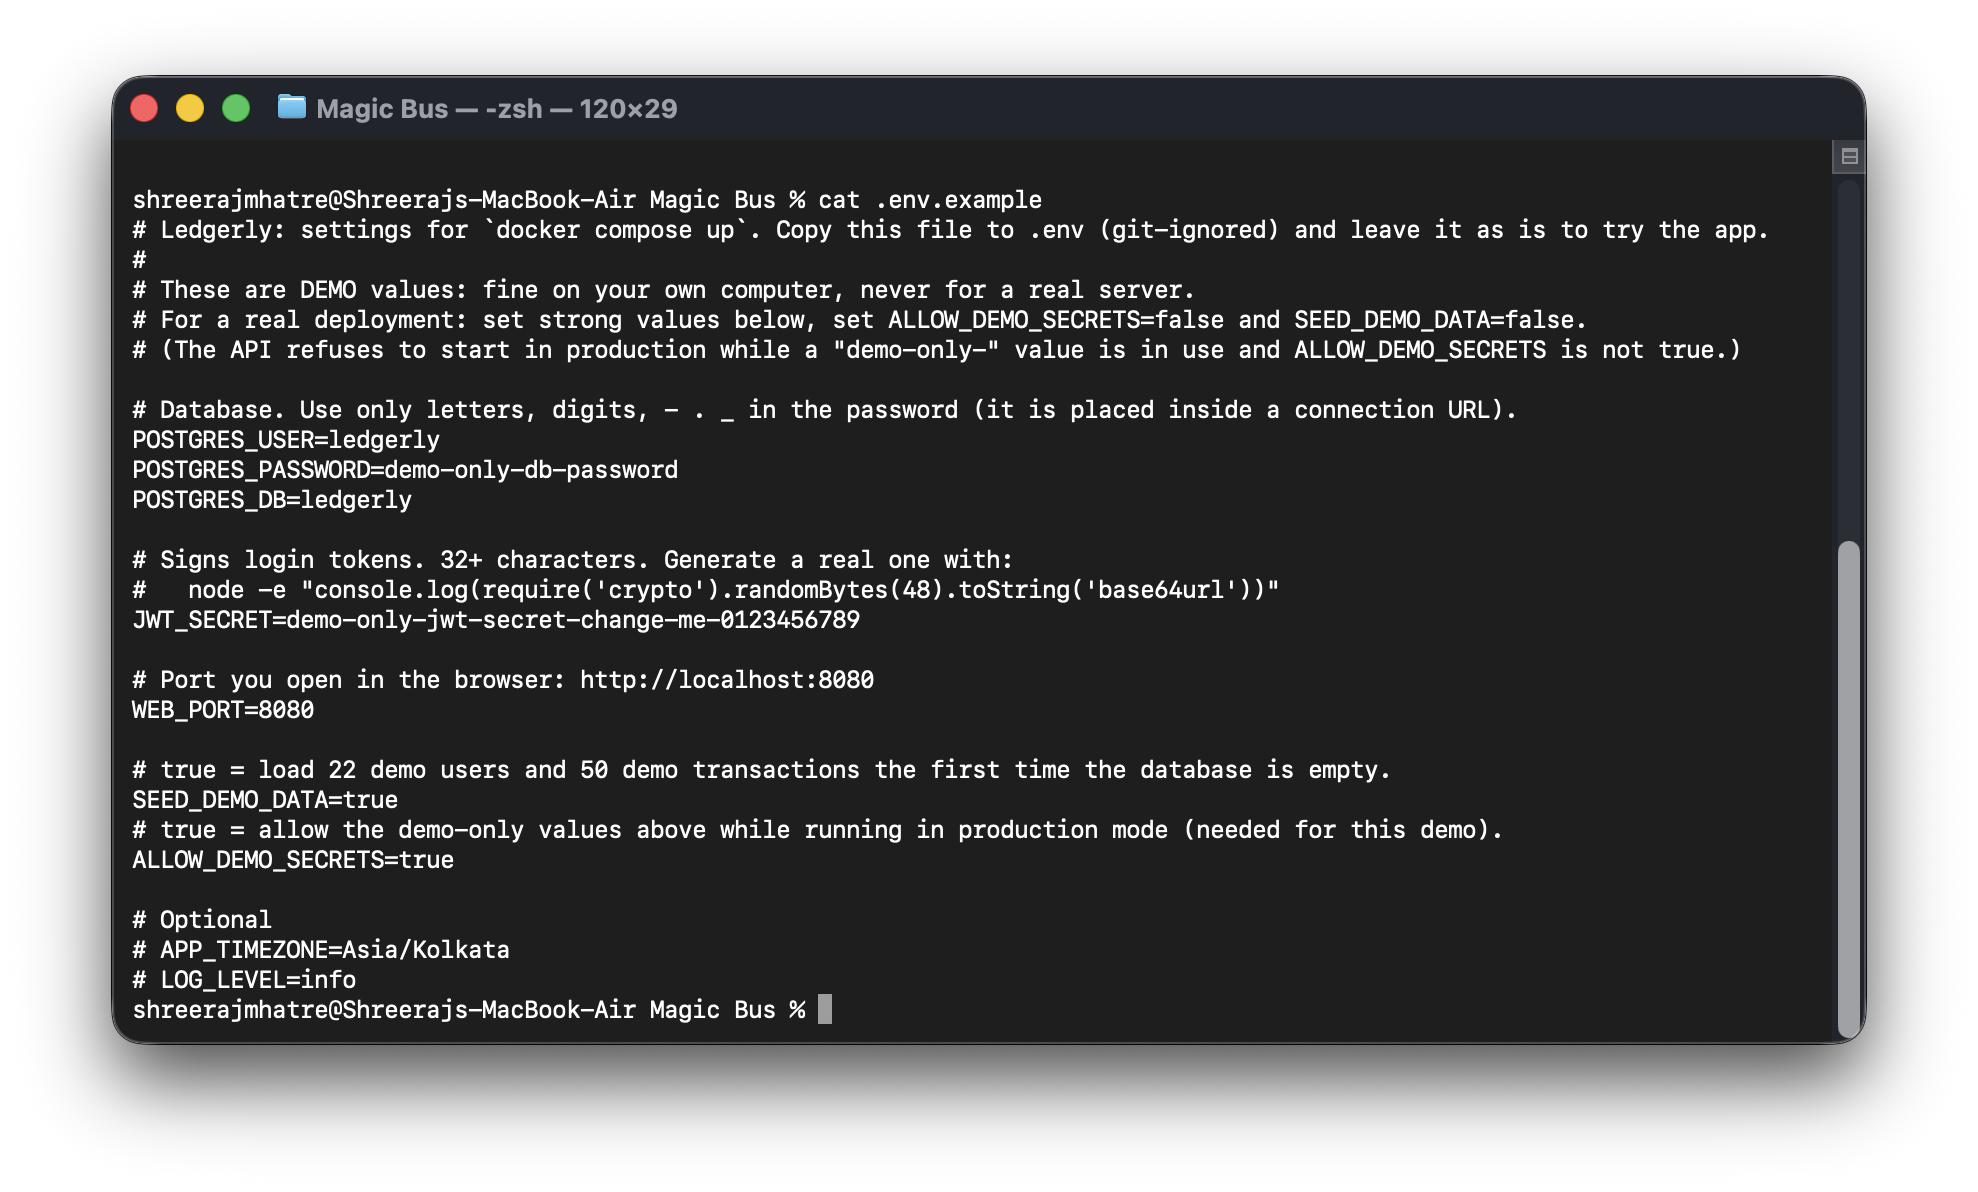 Magic Bus — -zsh — 120×29
shreerajmhatre@Shreerajs-MacBook-Air Magic Bus % cat .env.example
# Ledgerly: settings for `docker compose up`. Copy this file to .env (git-ignored) and leave it as is to try the app.
#
# These are DEMO values: fine on your own computer, never for a real server.
# For a real deployment: set strong values below, set ALLOW_DEMO_SECRETS=false and SEED_DEMO_DATA=false.
# (The API refuses to start in production while a "demo-only-" value is in use and ALLOW_DEMO_SECRETS is not true.)

# Database. Use only letters, digits, - . _ in the password (it is placed inside a connection URL).
POSTGRES_USER=ledgerly
POSTGRES_PASSWORD=demo-only-db-password
POSTGRES_DB=ledgerly

# Signs login tokens. 32+ characters. Generate a real one with:
#   node -e "console.log(require('crypto').randomBytes(48).toString('base64url'))"
JWT_SECRET=demo-only-jwt-secret-change-me-0123456789

# Port you open in the browser: http://localhost:8080
WEB_PORT=8080

# true = load 22 demo users and 50 demo transactions the first time the database is empty.
SEED_DEMO_DATA=true
# true = allow the demo-only values above while running in production mode (needed for this demo).
ALLOW_DEMO_SECRETS=true

# Optional
# APP_TIMEZONE=Asia/Kolkata
# LOG_LEVEL=info
shreerajmhatre@Shreerajs-MacBook-Air Magic Bus %